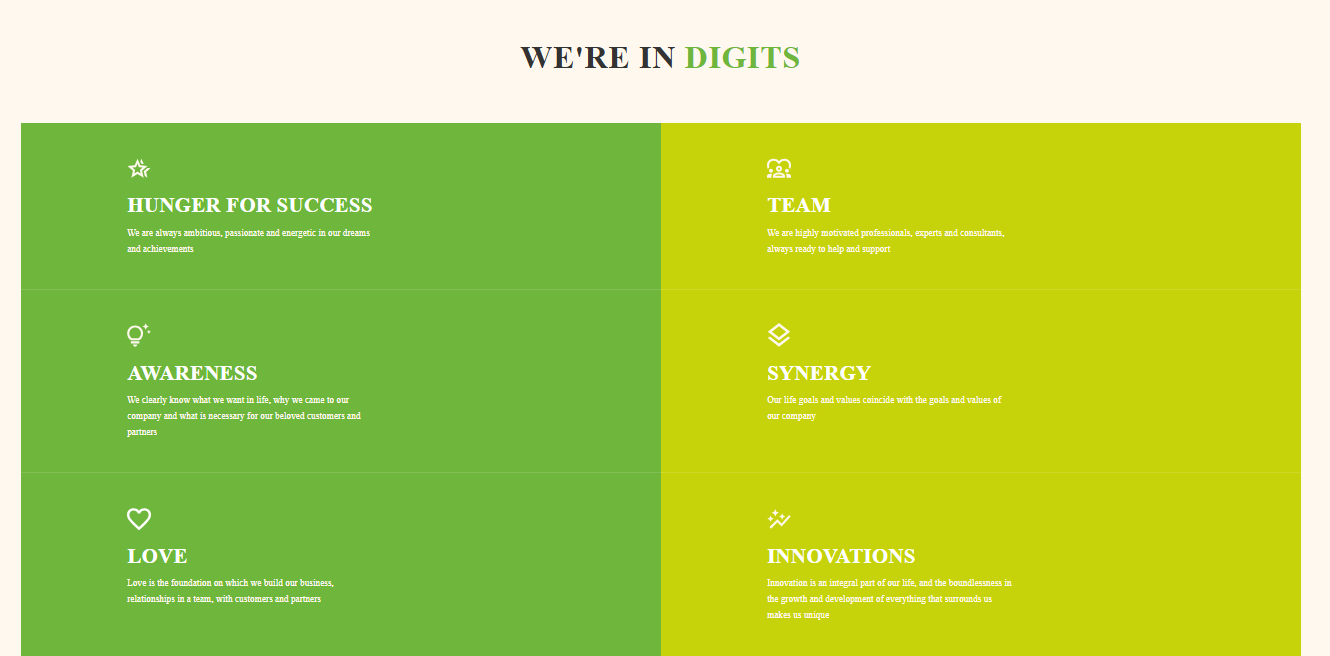 WE'RE IN DIGITS
HUNGER FOR SUCCESS
We are always ambitious, passionate and energetic in our dreams
and achievements
TEAM
We are highly motivated professionals, experts and consultants,
always ready to help and support
AWARENESS
We clearly know what we want in life, why we came to our
company and what is necessary for our beloved customers and
partners
SYNERGY
Our life goals and values coincide with the goals and values of
our company
LOVE
Love is the foundation on which we build our business,
relationships in a team, with customers and partners
INNOVATIONS
Innovation is an integral part of our life, and the boundlessness in
the growth and development of everything that surrounds us
makes us unique